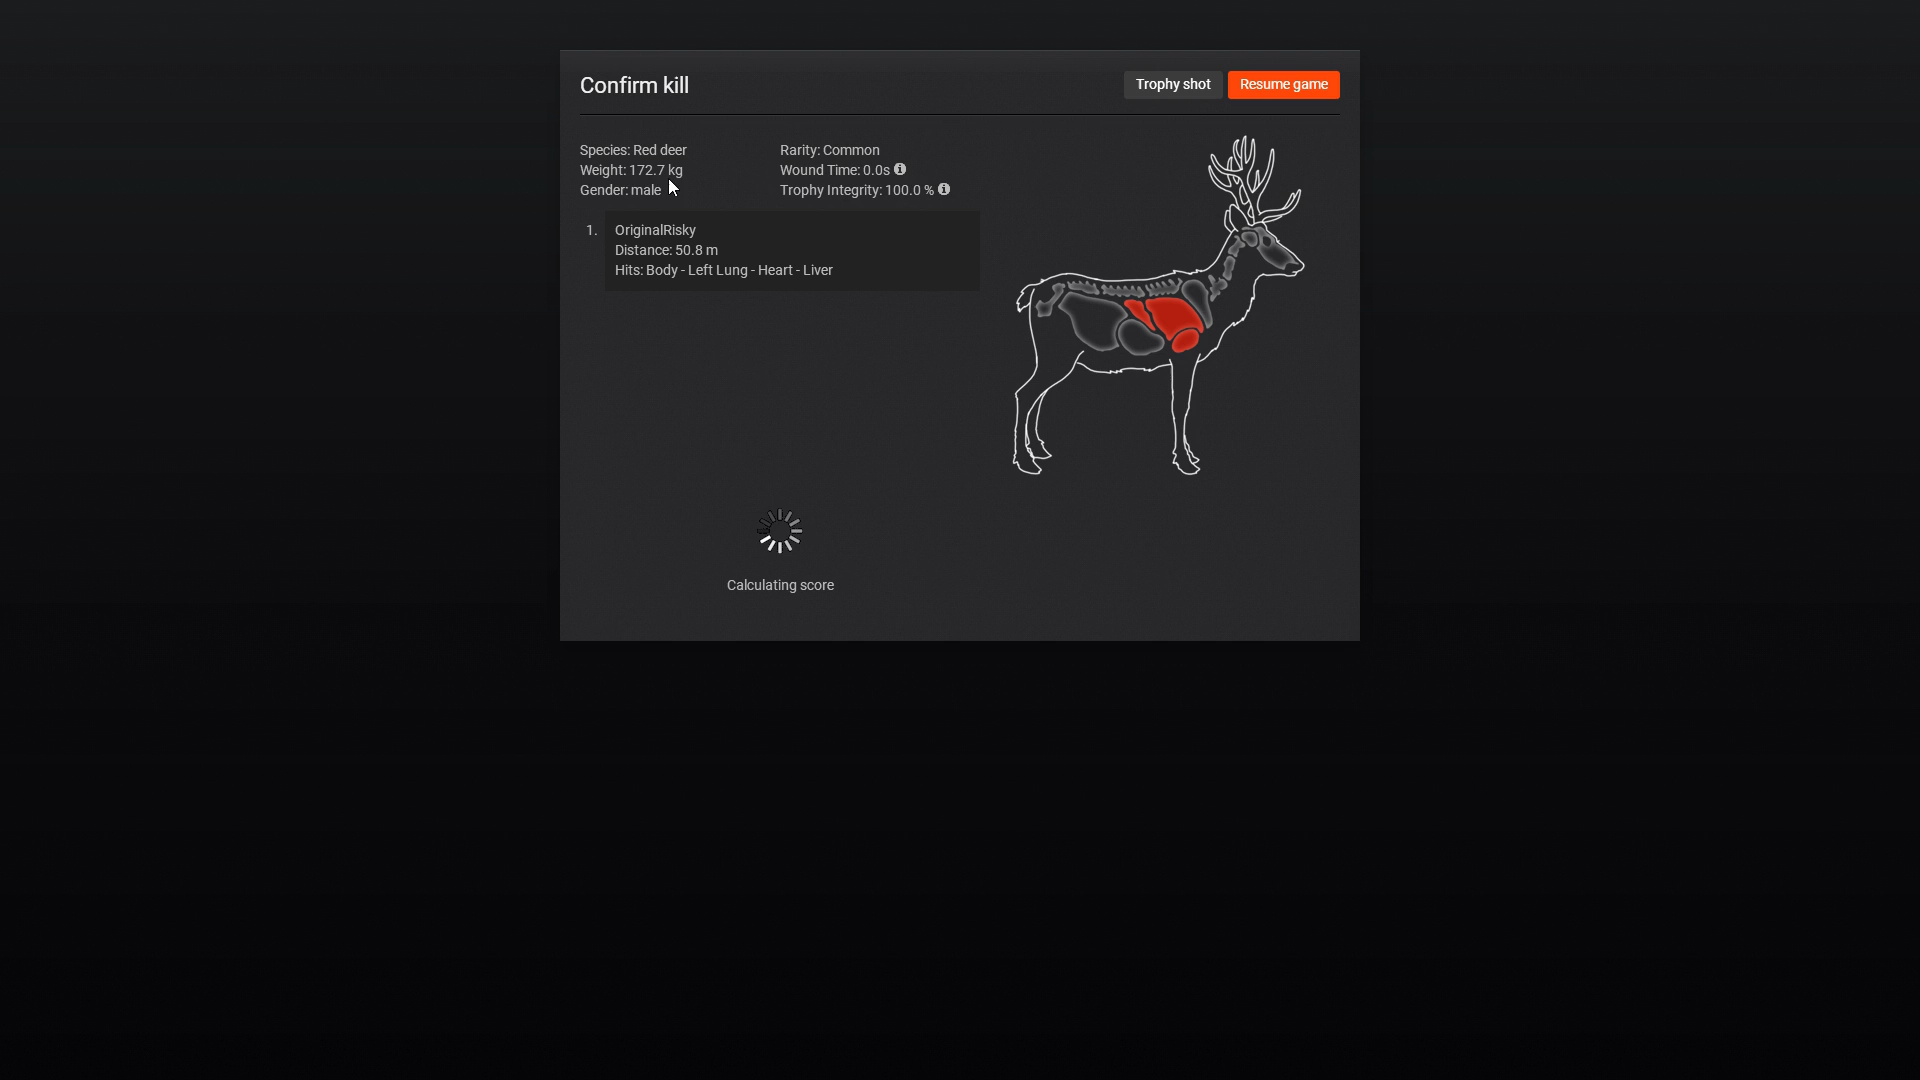 Confirm kill
Trophy shot
Resume game
Species: Red deer
Weight: 172.7 kg
Gender: male
Rarity: Common
Wound Time: 0.0s
Trophy Integrity: 100.0 %
1.
OriginalRisky
Distance: 50.8 m
Hits: Body - Left Lung - Heart - Liver
Calculating score